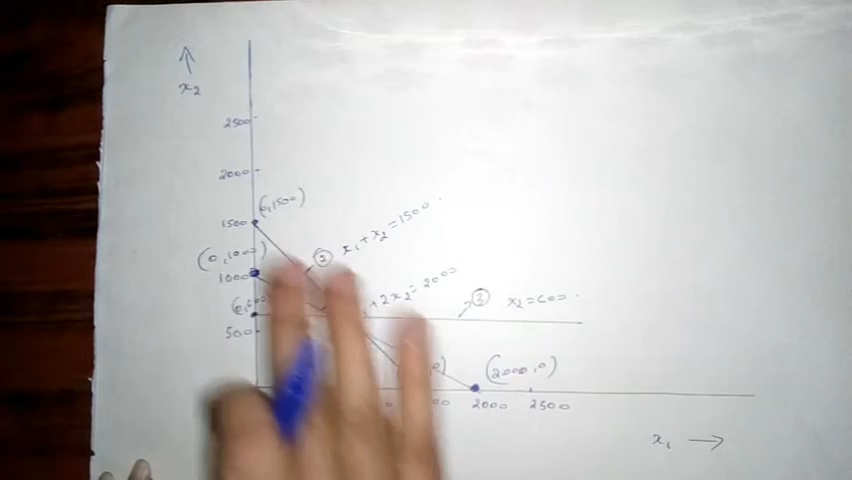 ↑
x₂
2500
2000
1500
(0,1500)
② x₁+x₂=1500
(0,1000)
1000
+2x₂=2000
③ x₂=600
500
(2000,0)
2000 2500
x₁ →